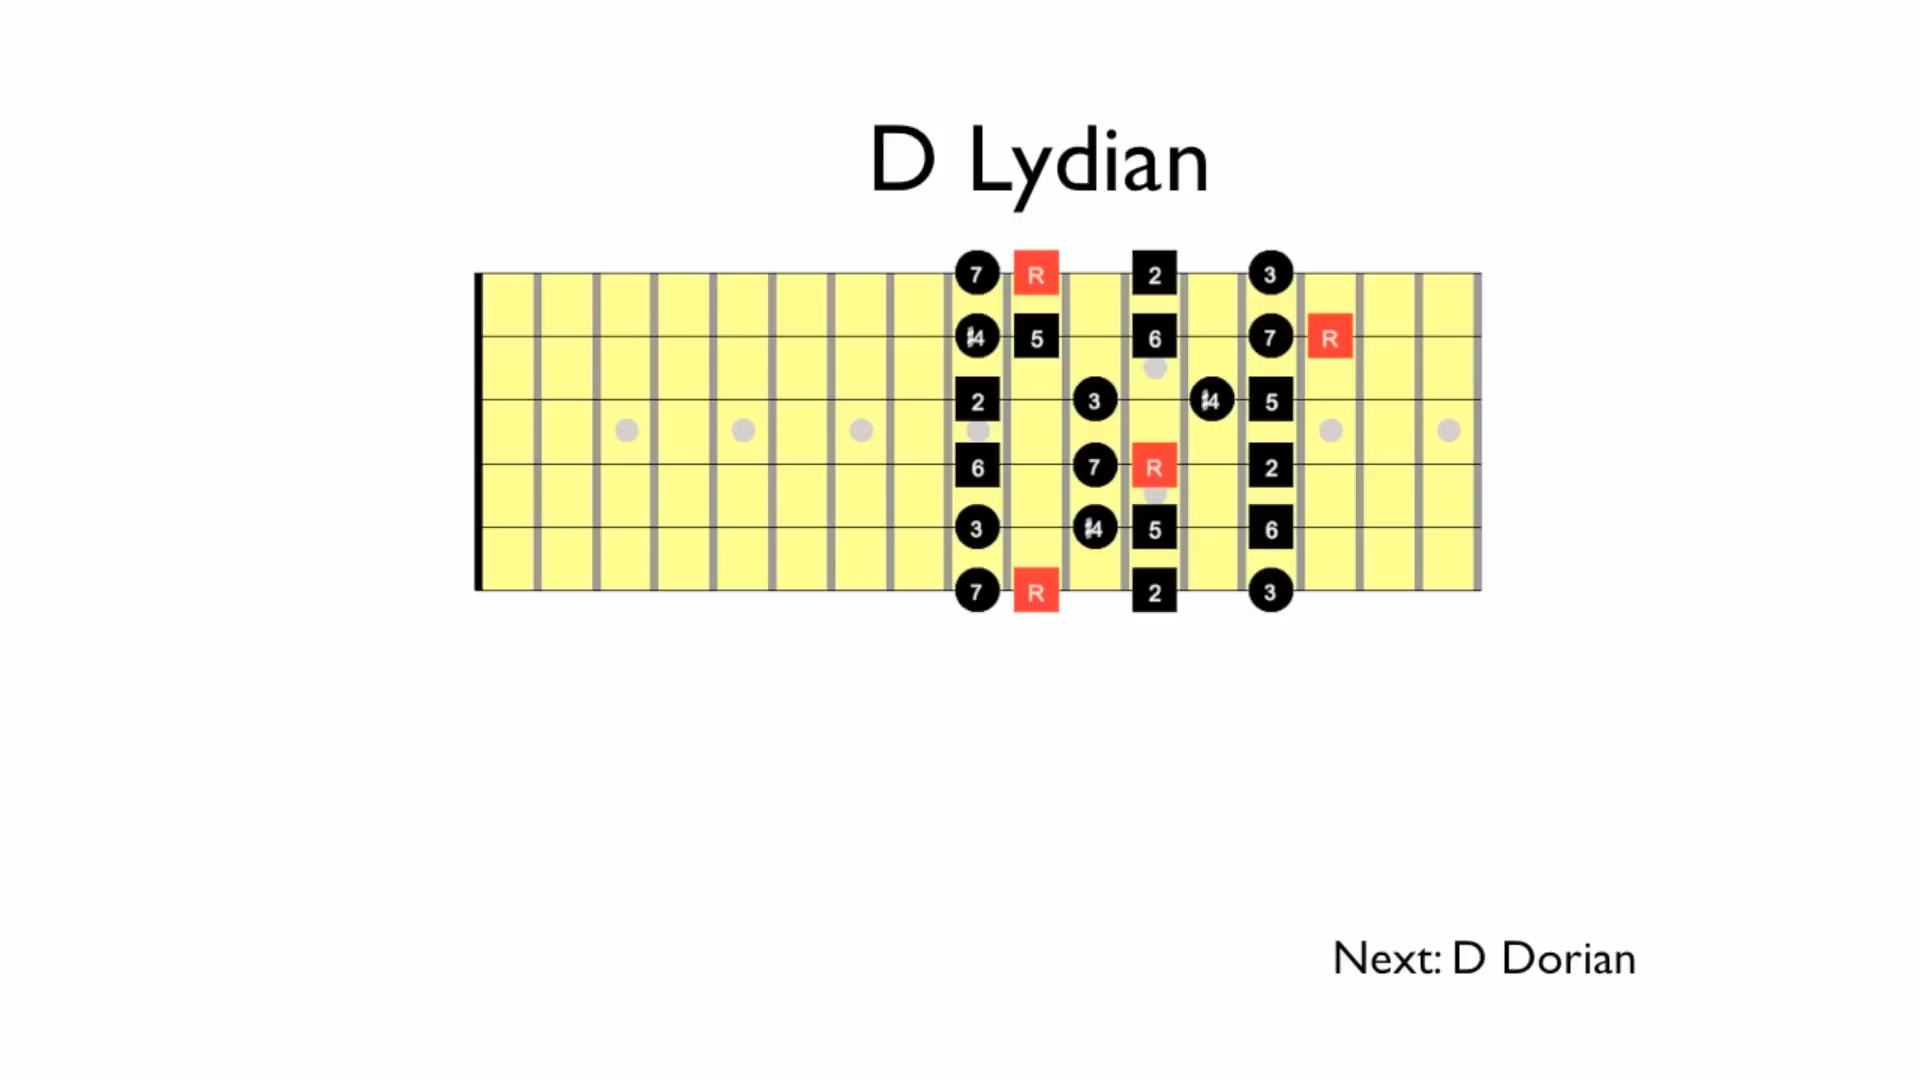 D Lydian
7 R 2 3
♯4 5 6 7 R
2 3 ♯4 5
6 7 R 2
3 ♯4 5 6
7 R 2 3
Next: D Dorian